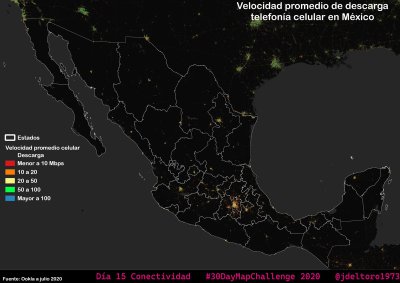 Velocidad promedio de descarga
telefonía celular en México
Estados
Velocidad promedio celular
Descarga
Menor a 10 Mbps
10 a 20
20 a 50
50 a 100
Mayor a 100
Fuente: Ookla a julio 2020
Día 15 Conectividad #30DayMapChallenge 2020 @jdeltoro1973